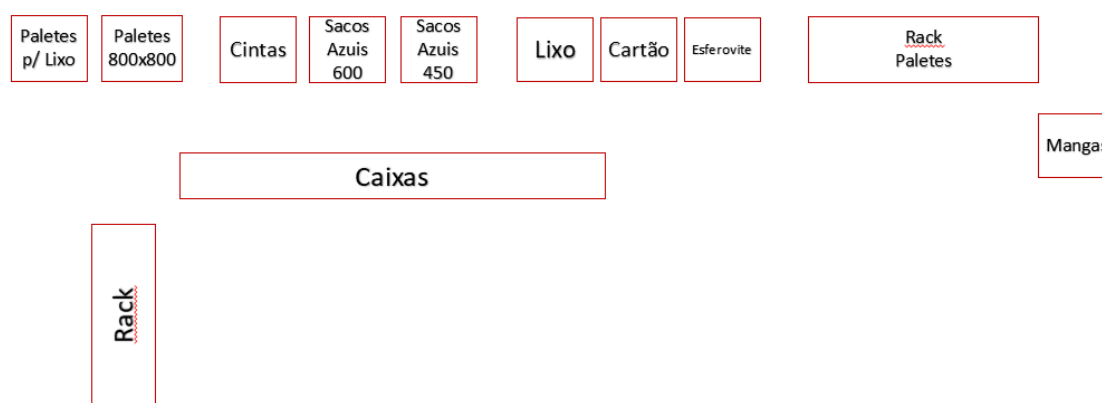 Paletes
p/ Lixo
Paletes
800x800
Cintas
Sacos
Azuis
600
Sacos
Azuis
450
Lixo
Cartão
Esferovite
Rack
Paletes
Mangas
Caixas
Rack